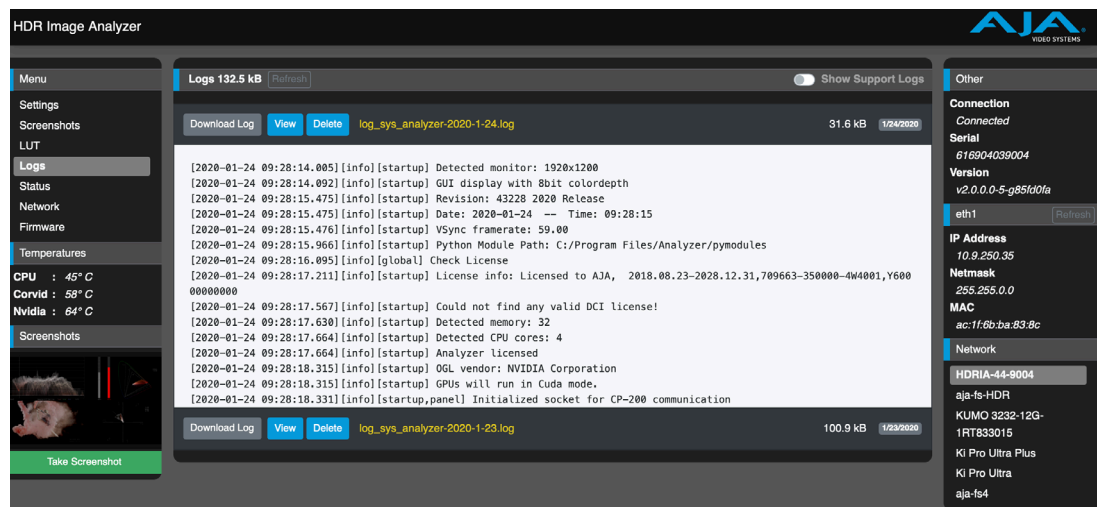 HDR Image Analyzer
AJA
VIDEO SYSTEMS
Menu
Settings
Screenshots
LUT
Logs
Status
Network
Firmware
Temperatures
CPU : 45° C
Corvid : 58° C
Nvidia : 64° C
Screenshots
Take Screenshot
Logs 132.5 kB Refresh
Show Support Logs
Download Log View Delete log_sys_analyzer-2020-1-24.log 31.6 kB 1/24/2020
[2020-01-24 09:28:14.005][info][startup] Detected monitor: 1920x1200
[2020-01-24 09:28:14.092][info][startup] GUI display with 8bit colordepth
[2020-01-24 09:28:15.475][info][startup] Revision: 43228 2020 Release
[2020-01-24 09:28:15.475][info][startup] Date: 2020-01-24 -- Time: 09:28:15
[2020-01-24 09:28:15.476][info][startup] VSync framerate: 59.00
[2020-01-24 09:28:15.966][info][startup] Python Module Path: C:/Program Files/Analyzer/pymodules
[2020-01-24 09:28:16.095][info][global] Check License
[2020-01-24 09:28:17.211][info][startup] License info: Licensed to AJA, 2018.08.23-2028.12.31,709663-350000-4W4001,Y600
00000000
[2020-01-24 09:28:17.567][info][startup] Could not find any valid DCI license!
[2020-01-24 09:28:17.630][info][startup] Detected memory: 32
[2020-01-24 09:28:17.664][info][startup] Detected CPU cores: 4
[2020-01-24 09:28:17.664][info][startup] Analyzer licensed
[2020-01-24 09:28:18.315][info][startup] OGL vendor: NVIDIA Corporation
[2020-01-24 09:28:18.315][info][startup] GPUs will run in Cuda mode.
[2020-01-24 09:28:18.331][info][startup,panel] Initialized socket for CP-200 communication
Download Log View Delete log_sys_analyzer-2020-1-23.log 100.9 kB 1/23/2020
Other
Connection
Connected
Serial
616904039004
Version
v2.0.0.0-5-g85fd0fa
eth1 Refresh
IP Address
10.9.250.35
Netmask
255.255.0.0
MAC
ac:1f:6b:ba:83:8c
Network
HDRIA-44-9004
aja-fs-HDR
KUMO 3232-12G-
1RT833015
Ki Pro Ultra Plus
Ki Pro Ultra
aja-fs4